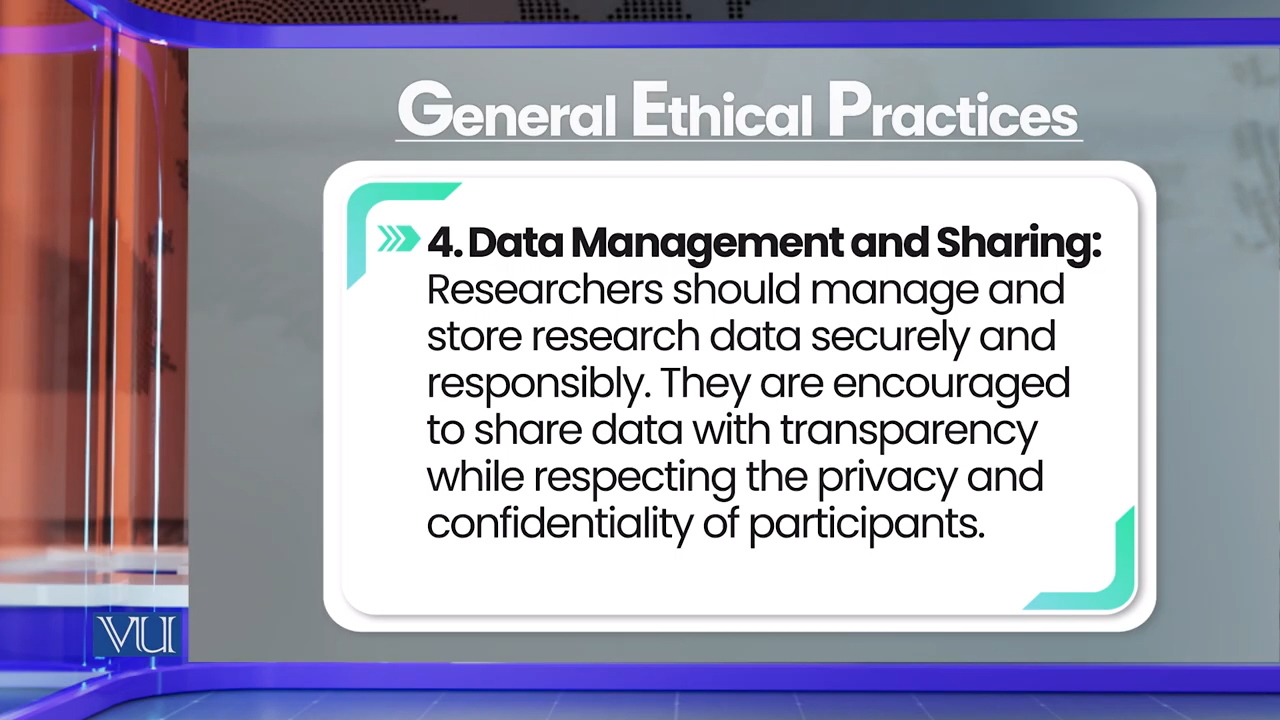 General Ethical Practices
4. Data Management and Sharing:
Researchers should manage and
store research data securely and
responsibly. They are encouraged
to share data with transparency
while respecting the privacy and
confidentiality of participants.
VU